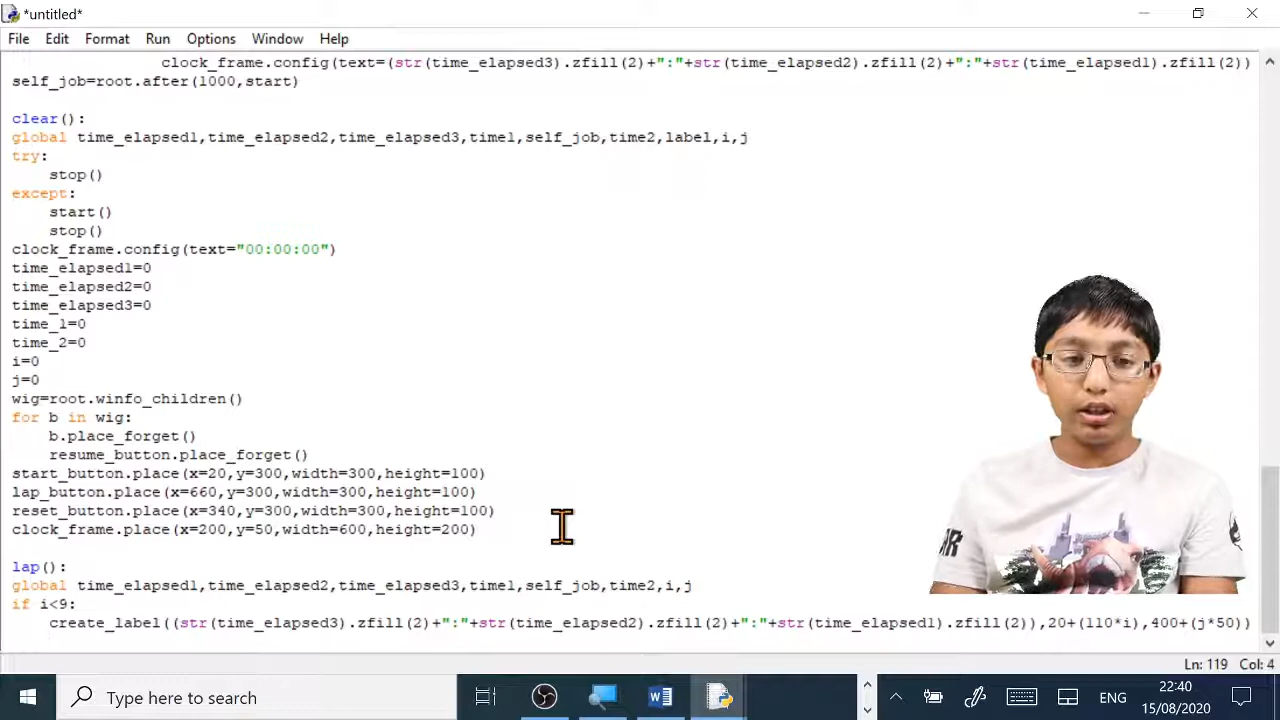 *untitled*
File Edit Format Run Options Window Help
clock_frame.config(text=(str(time_elapsed3).zfill(2)+":"+str(time_elapsed2).zfill(2)+":"+str(time_elapsed1).zfill(2))
self_job=root.after(1000,start)
clear():
global time_elapsed1,time_elapsed2,time_elapsed3,time1,self_job,time2,label,i,j
try:
stop()
except:
start()
stop()
clock_frame.config(text="00:00:00")
time_elapsed1=0
time_elapsed2=0
time_elapsed3=0
time_1=0
time_2=0
i=0
j=0
wig=root.winfo_children()
for b in wig:
b.place_forget()
resume_button.place_forget()
start_button.place(x=20,y=300,width=300,height=100)
lap_button.place(x=660,y=300,width=300,height=100)
reset_button.place(x=340,y=300,width=300,height=100)
clock_frame.place(x=200,y=50,width=600,height=200)
lap():
global time_elapsed1,time_elapsed2,time_elapsed3,time1,self_job,time2,i,j
if i<9:
create_label((str(time_elapsed3).zfill(2)+":"+str(time_elapsed2).zfill(2)+":"+str(time_elapsed1).zfill(2)),20+(110*i),400+(j*50))
Ln: 119 Col: 4
Type here to search
ENG
22:40
15/08/2020